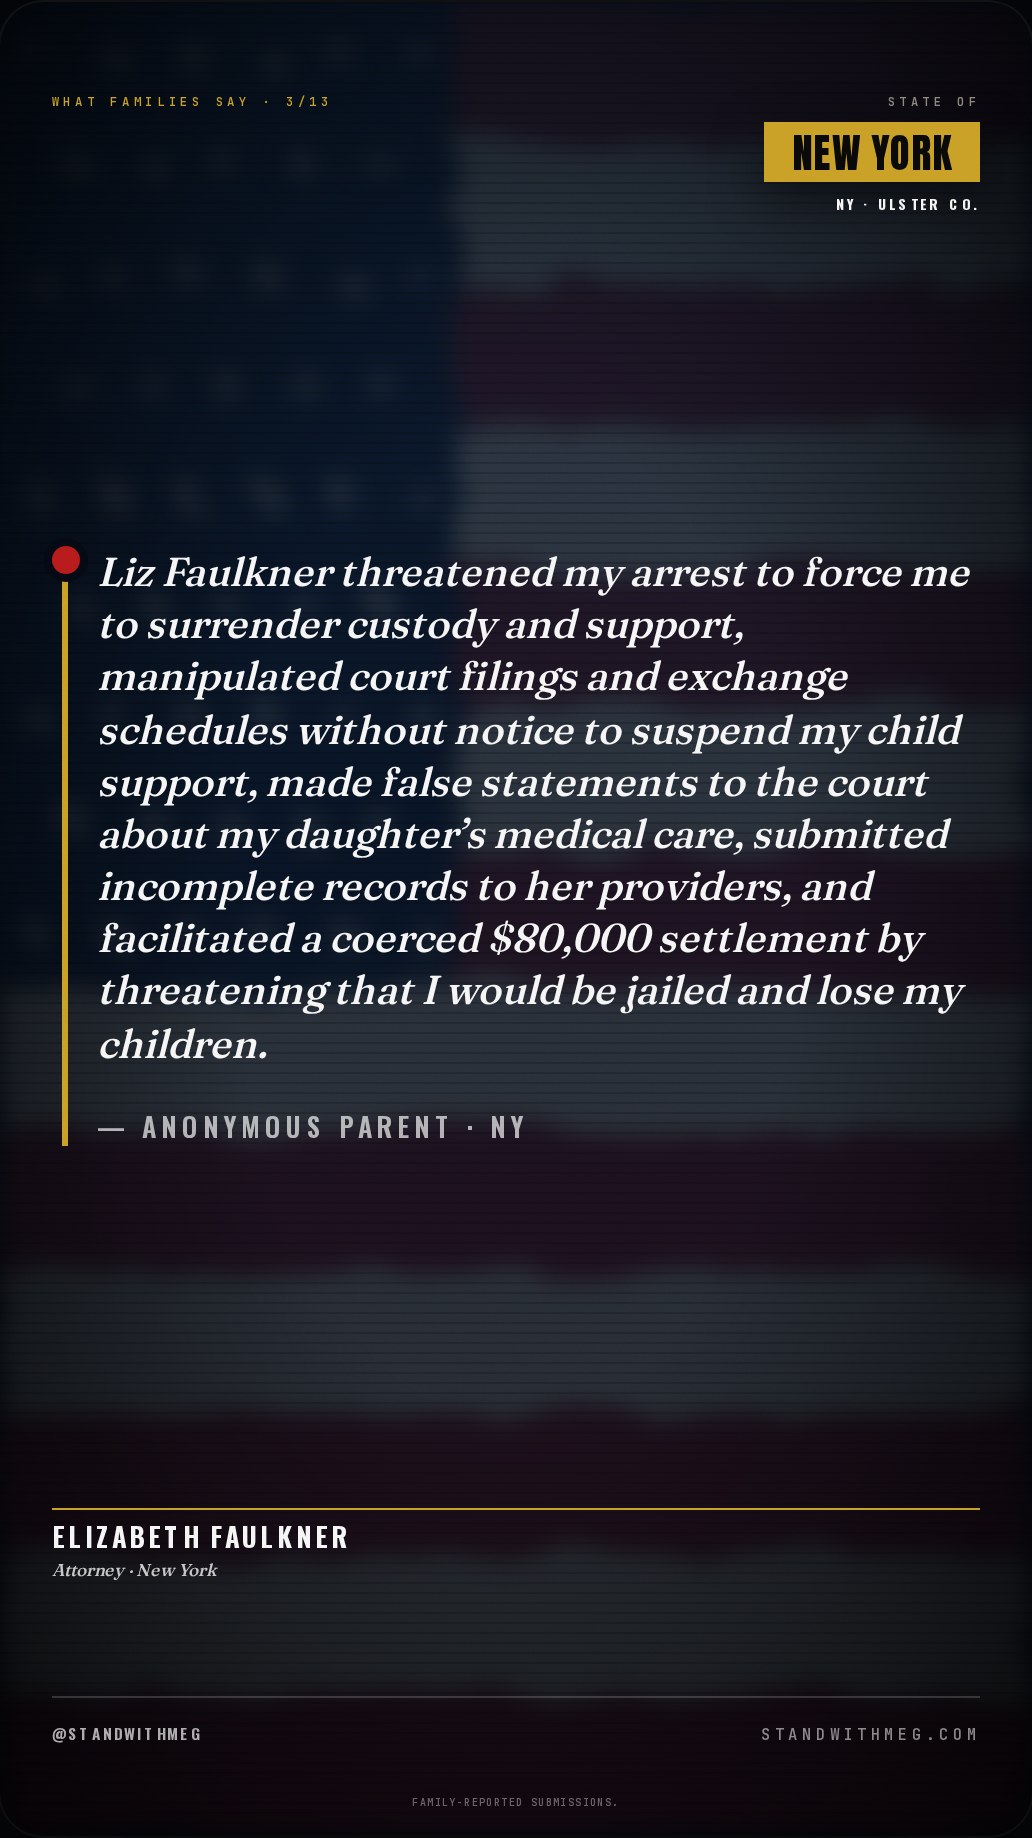 WHAT FAMILIES SAY · 3/13
STATE OF
NEW YORK
NY · ULSTER CO.
Liz Faulkner threatened my arrest to force me
to surrender custody and support,
manipulated court filings and exchange
schedules without notice to suspend my child
support, made false statements to the court
about my daughter’s medical care, submitted
incomplete records to her providers, and
facilitated a coerced $80,000 settlement by
threatening that I would be jailed and lose my
children.
— ANONYMOUS PARENT · NY
ELIZABETH FAULKNER
Attorney · New York
@STANDWITHMEG
STANDWITHMEG.COM
FAMILY-REPORTED SUBMISSIONS.